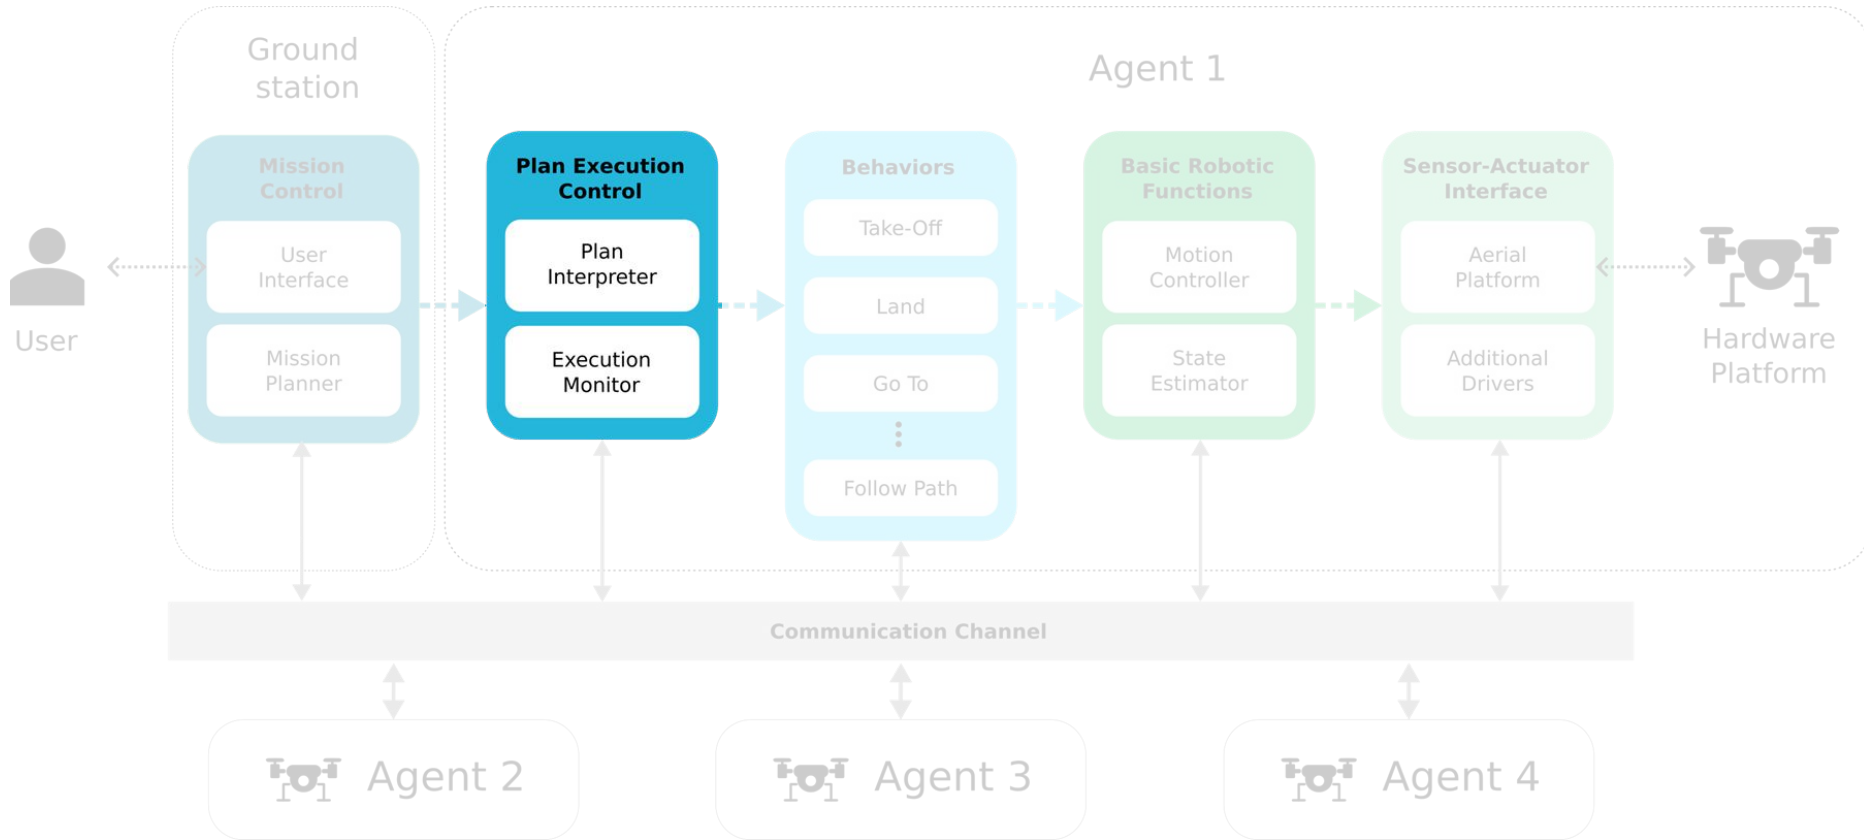 Ground
station
Agent 1
Mission
Control
User
Interface
Mission
Planner
Plan Execution
Control
Plan
Interpreter
Execution
Monitor
Behaviors
Take-Off
Land
Go To
Follow Path
Basic Robotic
Functions
Motion
Controller
State
Estimator
Sensor-Actuator
Interface
Aerial
Platform
Additional
Drivers
User
Hardware
Platform
Communication Channel
Agent 2
Agent 3
Agent 4